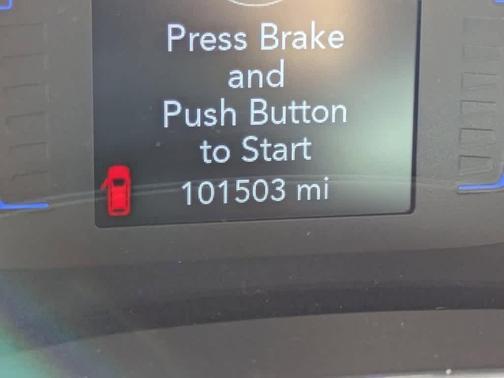 Press Brake
and
Push Button
to Start
101503 mi